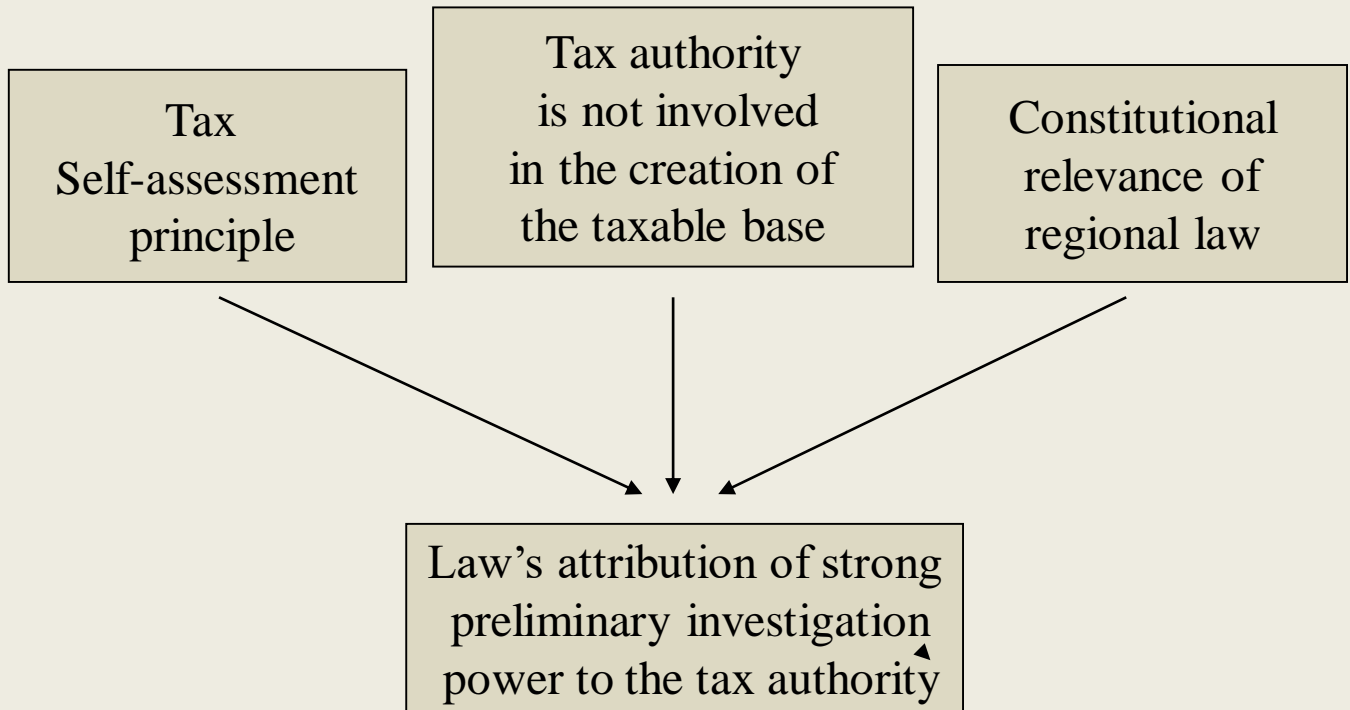 Tax
Self-assessment
principle
Tax authority
is not involved
in the creation of
the taxable base
Constitutional
relevance of
regional law
Law’s attribution of strong
preliminary investigation
power to the tax authority